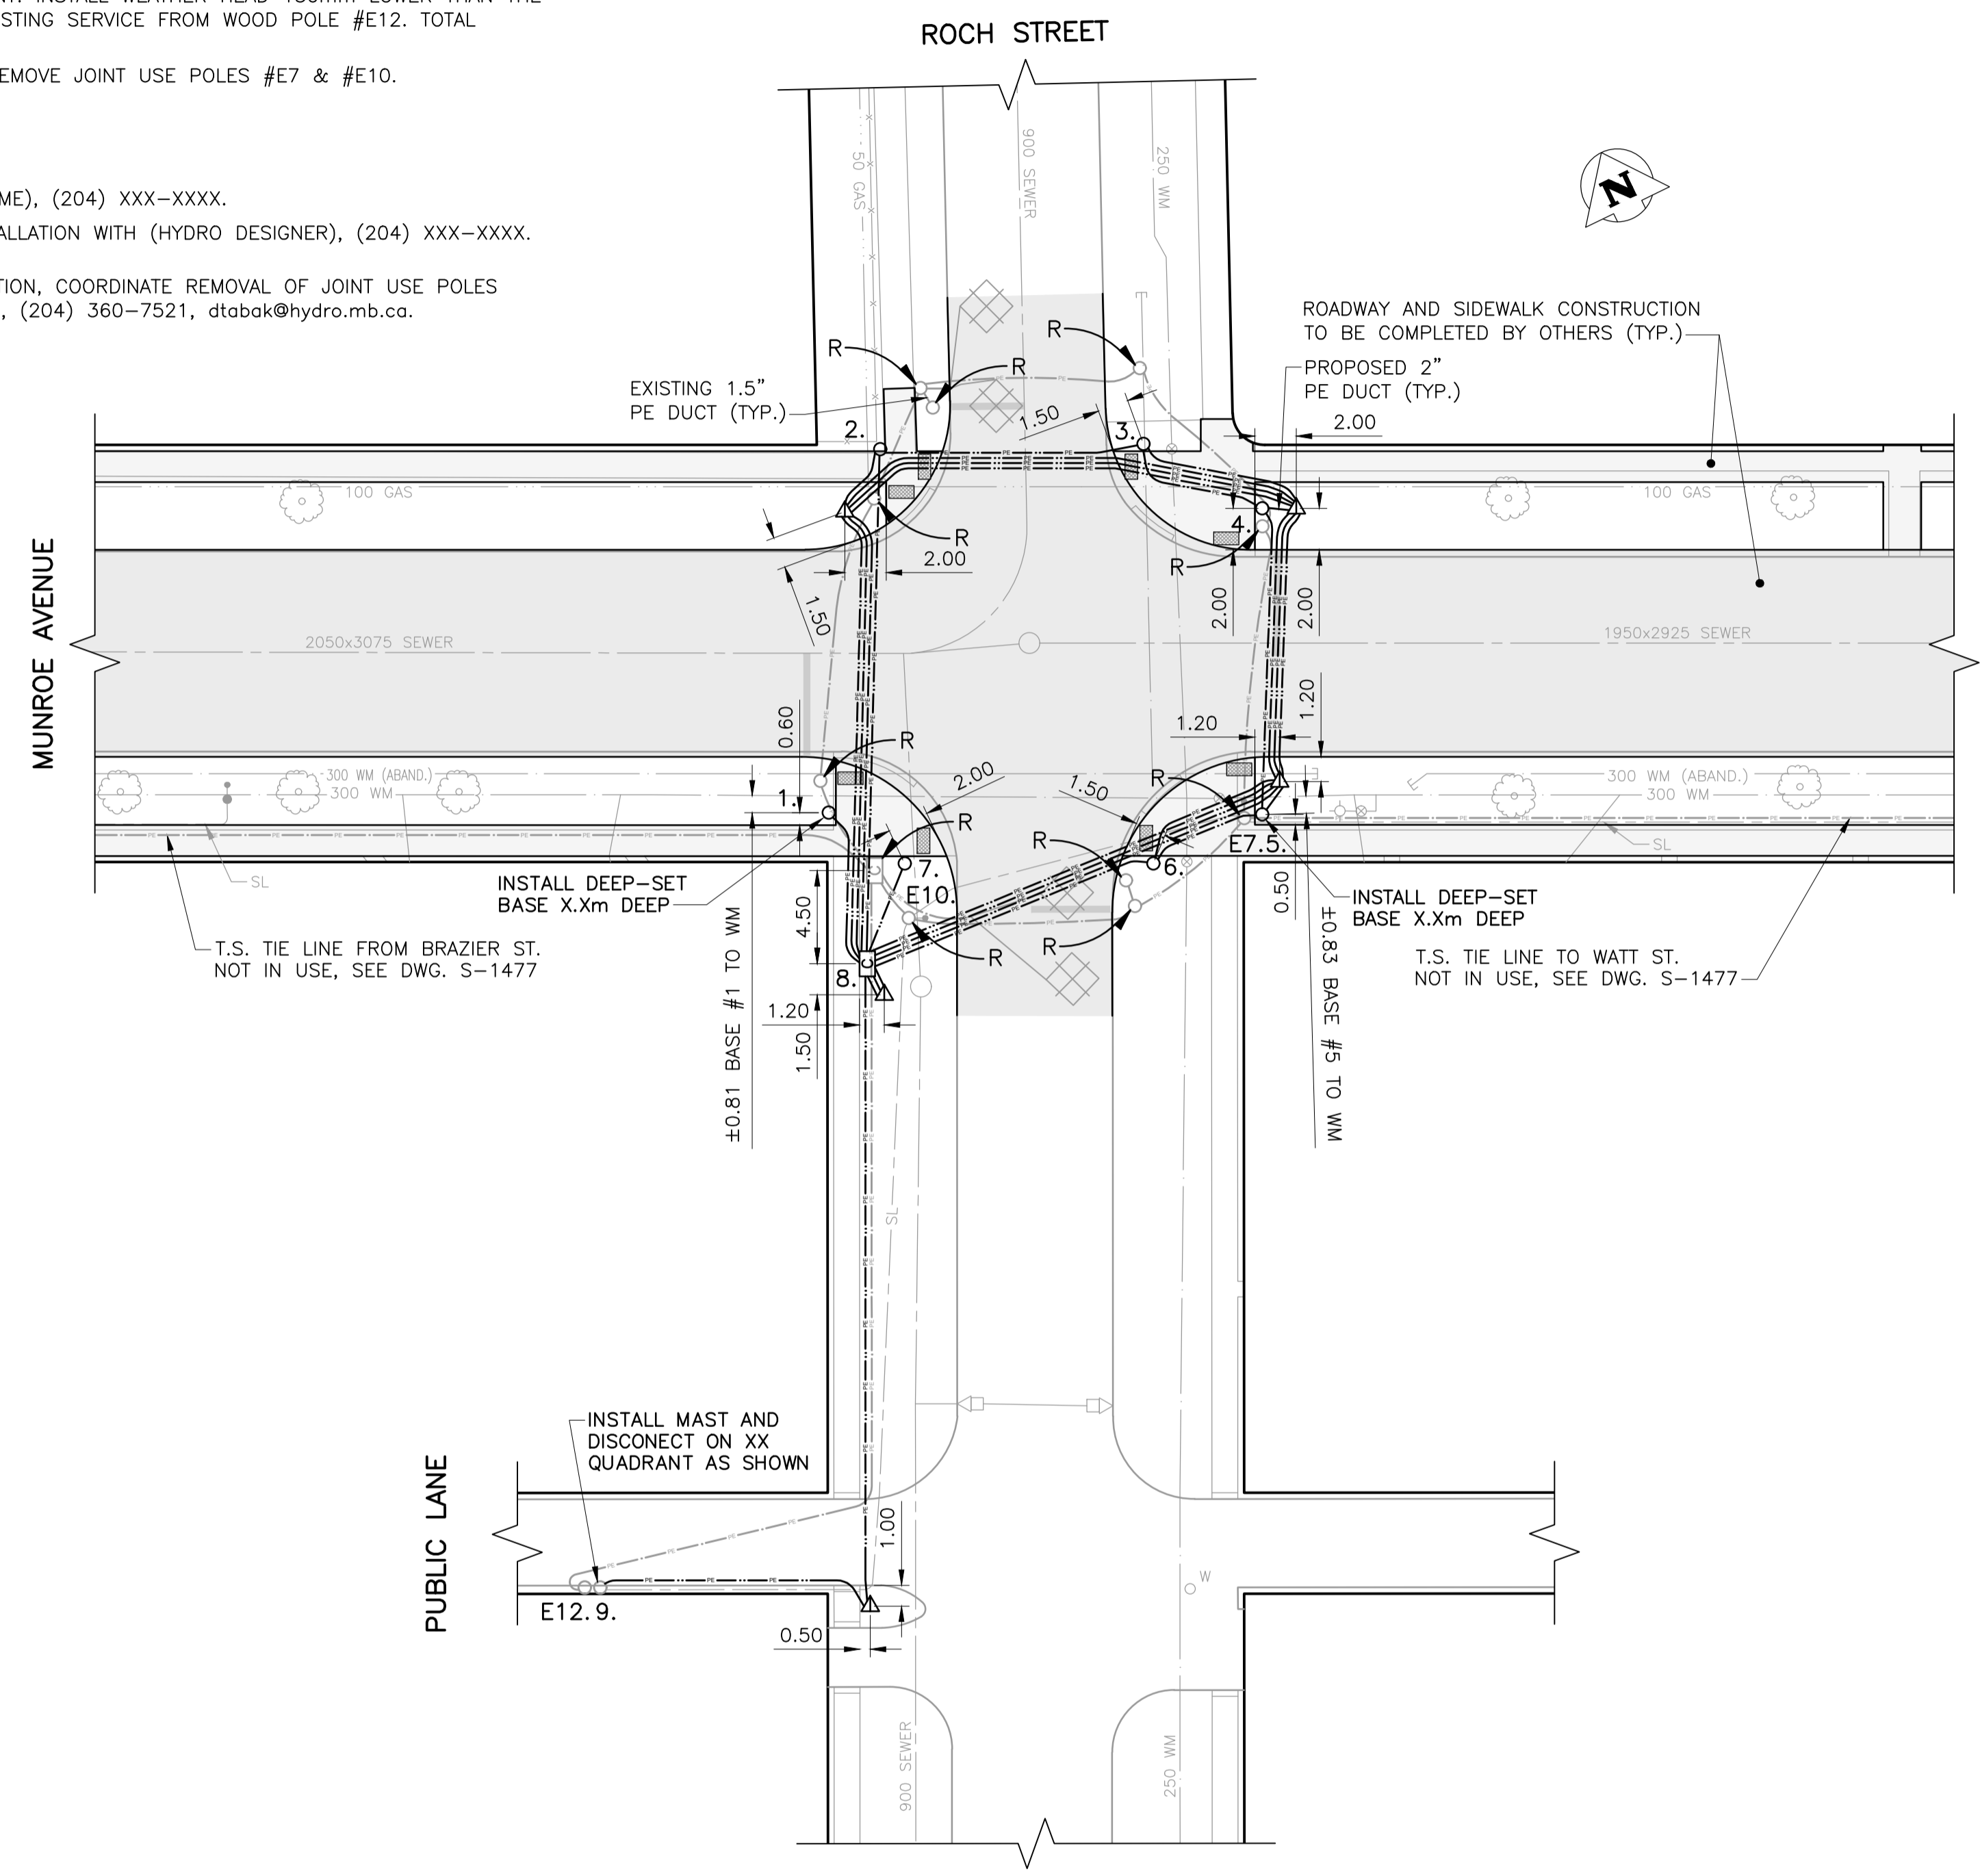 INSTALL WEATHER HEAD 100mm LOWER THAN THE
STING SERVICE FROM WOOD POLE #E12. TOTAL
EMOVE JOINT USE POLES #E7 & #E10.
ME), (204) XXX-XXXX.
ALLATION WITH (HYDRO DESIGNER), (204) XXX-XXXX.
TION, COORDINATE REMOVAL OF JOINT USE POLES
, (204) 360-7521, dtabak@hydro.mb.ca.
ROCH STREET
50 GAS
900 SEWER
250 WM
N
ROADWAY AND SIDEWALK CONSTRUCTION
TO BE COMPLETED BY OTHERS (TYP.)
PROPOSED 2"
PE DUCT (TYP.)
EXISTING 1.5"
PE DUCT (TYP.)
R
R
R
E
1.50
2.00
2.
3.
100 GAS
100 GAS
4.
R
R
2.00
1.50
2.00
2.00
MUNROE AVENUE
2050x3075 SEWER
1950x2925 SEWER
0.60
1.20
1.20
R
R
2.00
1.50
300 WM (ABAND.)
300 WM
300 WM (ABAND.)
300 WM
E
E
1.
R
R
7.
6.
E7.
5.
SL
SL
C
E10.
4.50
0.50
INSTALL DEEP-SET
BASE X.Xm DEEP
INSTALL DEEP-SET
BASE X.Xm DEEP
T.S. TIE LINE FROM BRAZIER ST.
NOT IN USE, SEE DWG. S-1477
T.S. TIE LINE TO WATT ST.
NOT IN USE, SEE DWG. S-1477
R
R
C
8.
1.20
1.50
±0.81 BASE #1 TO WM
±0.83 BASE #5 TO WM
SL
INSTALL MAST AND
DISCONECT ON XX
QUADRANT AS SHOWN
PUBLIC LANE
1.00
W
E12.
9.
0.50
900 SEWER
250 WM